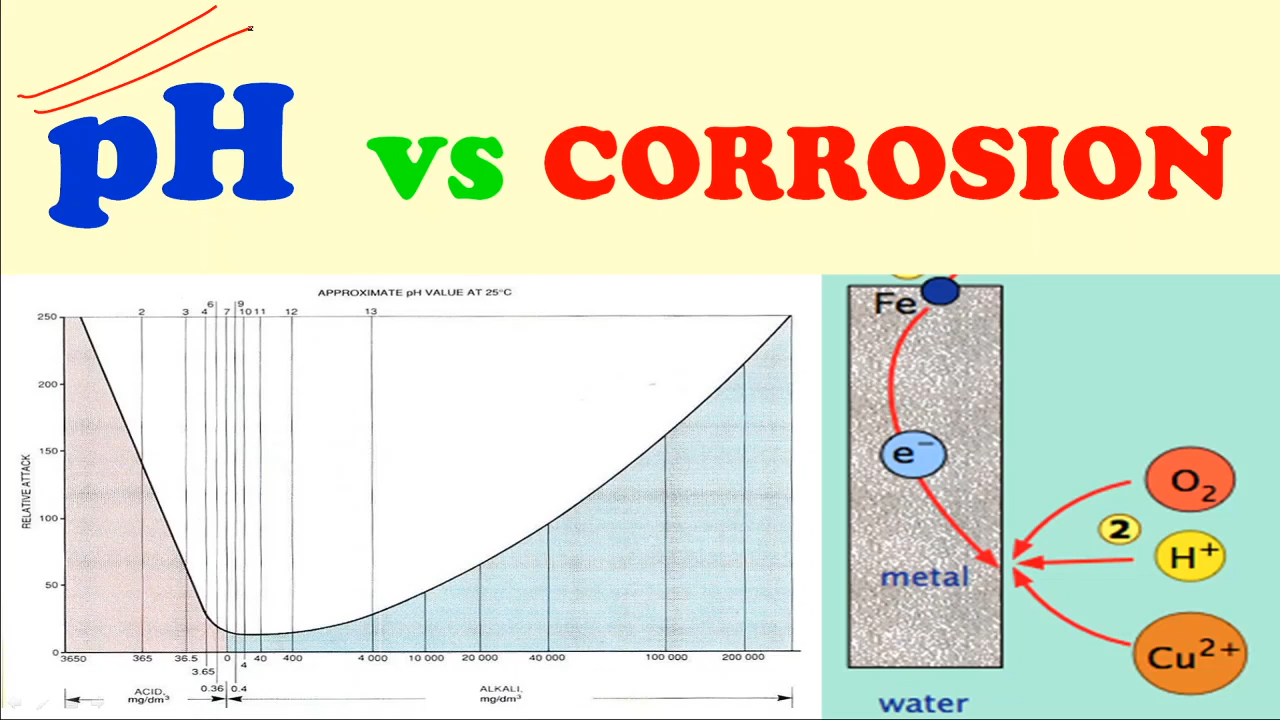 pH vs CORROSION
APPROXIMATE pH VALUE AT 25°C
2 3 4 6 7 9 10 11 12 13
RELATIVE ATTACK
250
200
150
100
50
0
3650 365 36.5 3.65 0.36 0 0.4 4 40 400 4 000 10 000 20 000 40 000 100 000 200 000
ACID,
mg/dm³
ALKALI,
mg/dm³
Fe
e⁻
O₂
2
H⁺
metal
Cu²⁺
water